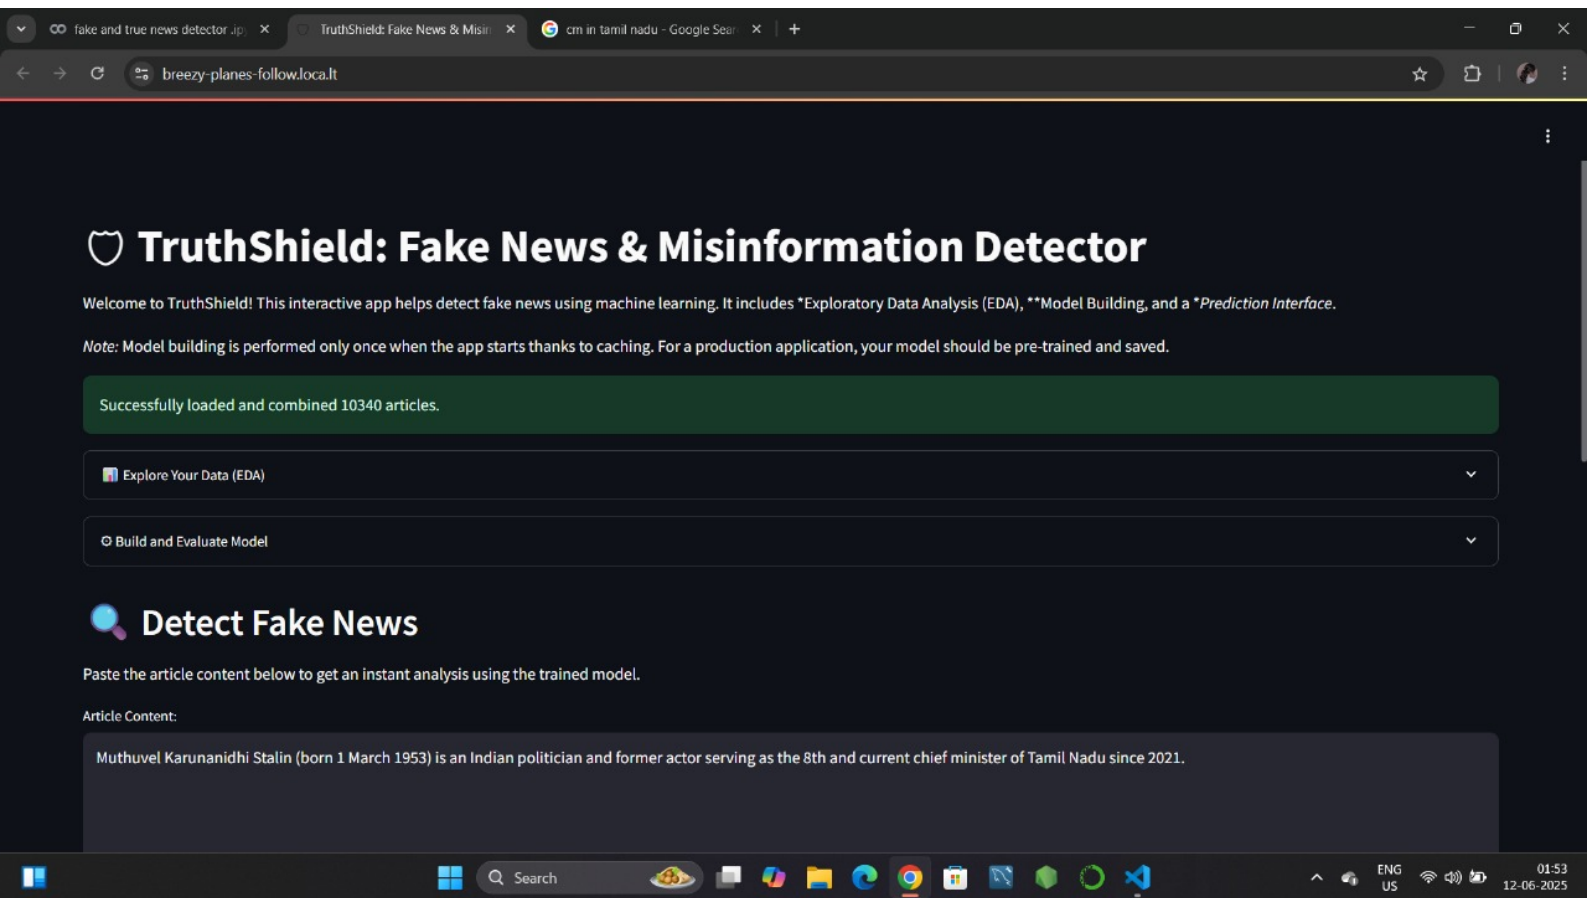 fake and true news detector .ip
TruthShield: Fake News & Misin
cm in tamil nadu - Google Sear
breezy-planes-follow.loca.lt
TruthShield: Fake News & Misinformation Detector
Welcome to TruthShield! This interactive app helps detect fake news using machine learning. It includes *Exploratory Data Analysis (EDA), **Model Building, and a *Prediction Interface.
Note: Model building is performed only once when the app starts thanks to caching. For a production application, your model should be pre-trained and saved.
Successfully loaded and combined 10340 articles.
Explore Your Data (EDA)
Build and Evaluate Model
Detect Fake News
Paste the article content below to get an instant analysis using the trained model.
Article Content:
Muthuvel Karunanidhi Stalin (born 1 March 1953) is an Indian politician and former actor serving as the 8th and current chief minister of Tamil Nadu since 2021.
Search
ENG
US
01:53
12-06-2025